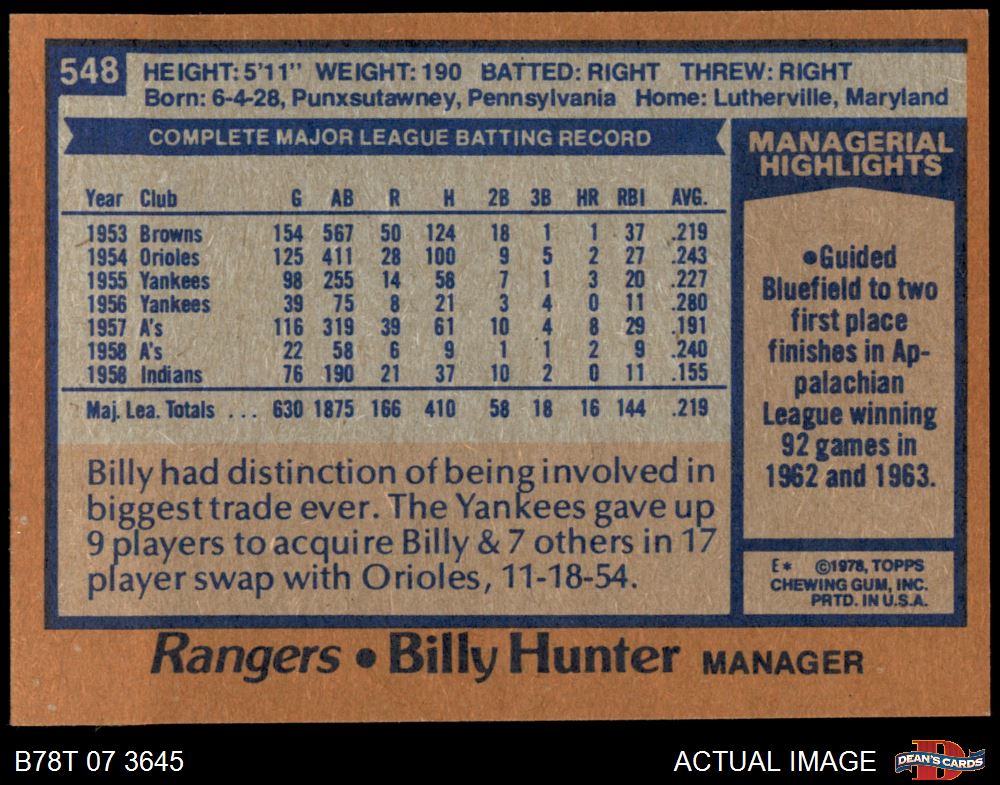 548
HEIGHT: 5'11" WEIGHT: 190 BATTED: RIGHT THREW: RIGHT
Born: 6-4-28, Punxsutawney, Pennsylvania Home: Lutherville, Maryland
COMPLETE MAJOR LEAGUE BATTING RECORD
Year Club G AB R H 2B 3B HR RBI AVG.
1953 Browns 154 567 50 124 18 1 1 37 .219
1954 Orioles 125 411 28 100 9 5 2 27 .243
1955 Yankees 98 255 14 58 7 1 3 20 .227
1956 Yankees 39 75 8 21 3 4 0 11 .280
1957 A's 116 319 39 61 10 4 8 29 .191
1958 A's 22 58 6 9 1 1 2 9 .240
1958 Indians 76 190 21 37 10 2 0 11 .155
Maj. Lea. Totals ... 630 1875 166 410 58 18 16 144 .219
Billy had distinction of being involved in
biggest trade ever. The Yankees gave up
9 players to acquire Billy & 7 others in 17
player swap with Orioles, 11-18-54.
MANAGERIAL
HIGHLIGHTS
•Guided
Bluefield to two
first place
finishes in Ap-
palachian
League winning
92 games in
1962 and 1963.
E* ©1978, TOPPS
CHEWING GUM, INC.
PRTD. IN U.S.A.
Rangers • Billy Hunter MANAGER
B78T 07 3645
ACTUAL IMAGE
D
DEAN'S CARDS